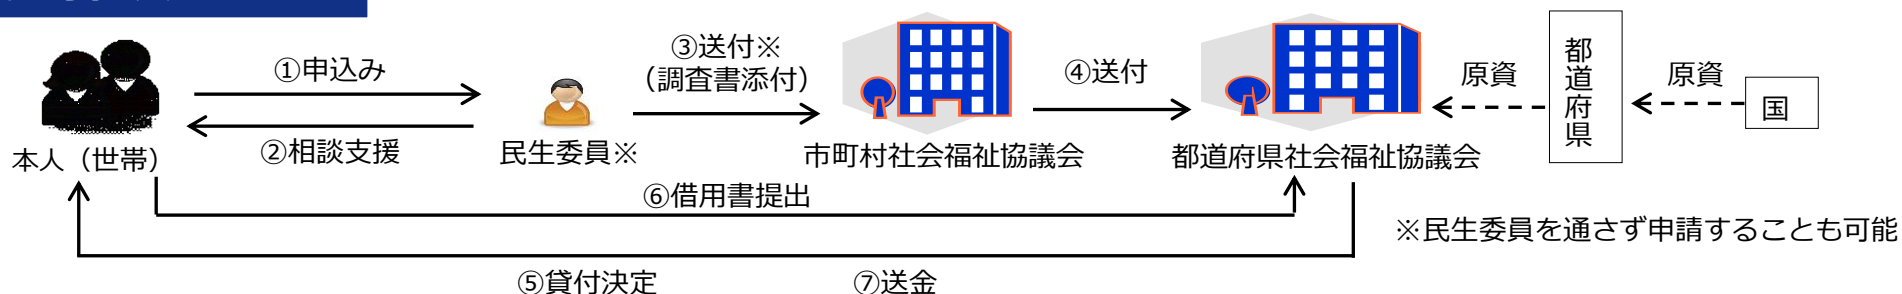 ①申込み
②相談支援
③送付※
（調査書添付）
④送付
原資
都道府県
原資
国
本人（世帯）
民生委員※
市町村社会福祉協議会
都道府県社会福祉協議会
⑥借用書提出
※民生委員を通さず申請することも可能
⑤貸付決定
⑦送金